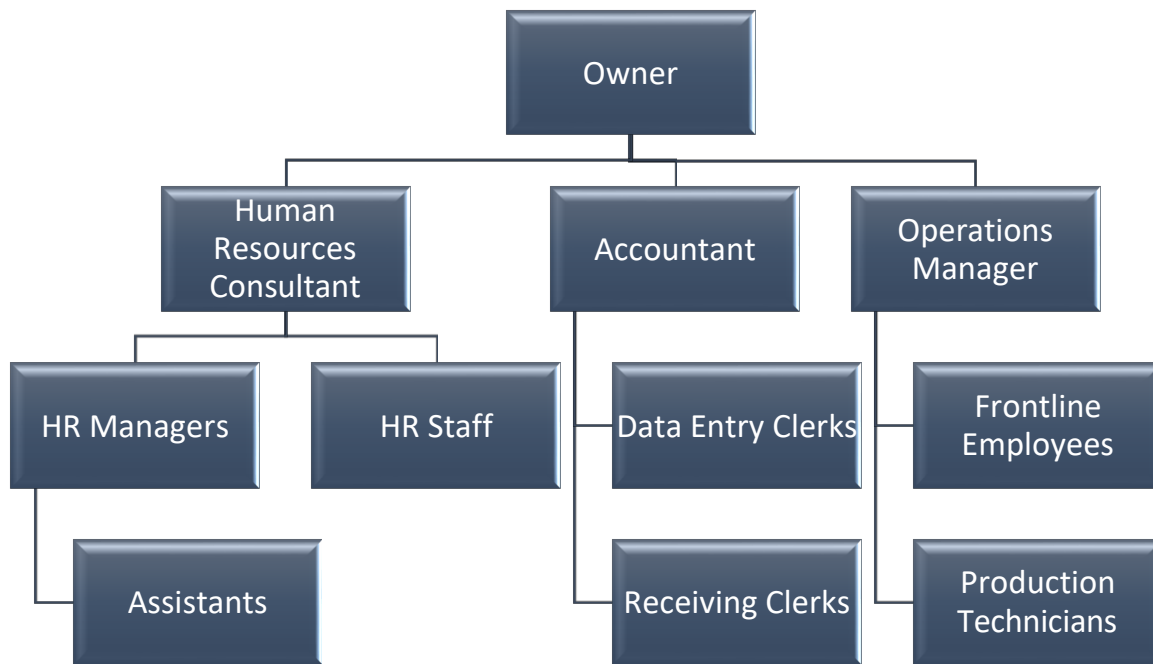 Owner
Human
Resources
Consultant
Accountant
Operations
Manager
HR Managers
HR Staff
Data Entry Clerks
Frontline
Employees
Assistants
Receiving Clerks
Production
Technicians